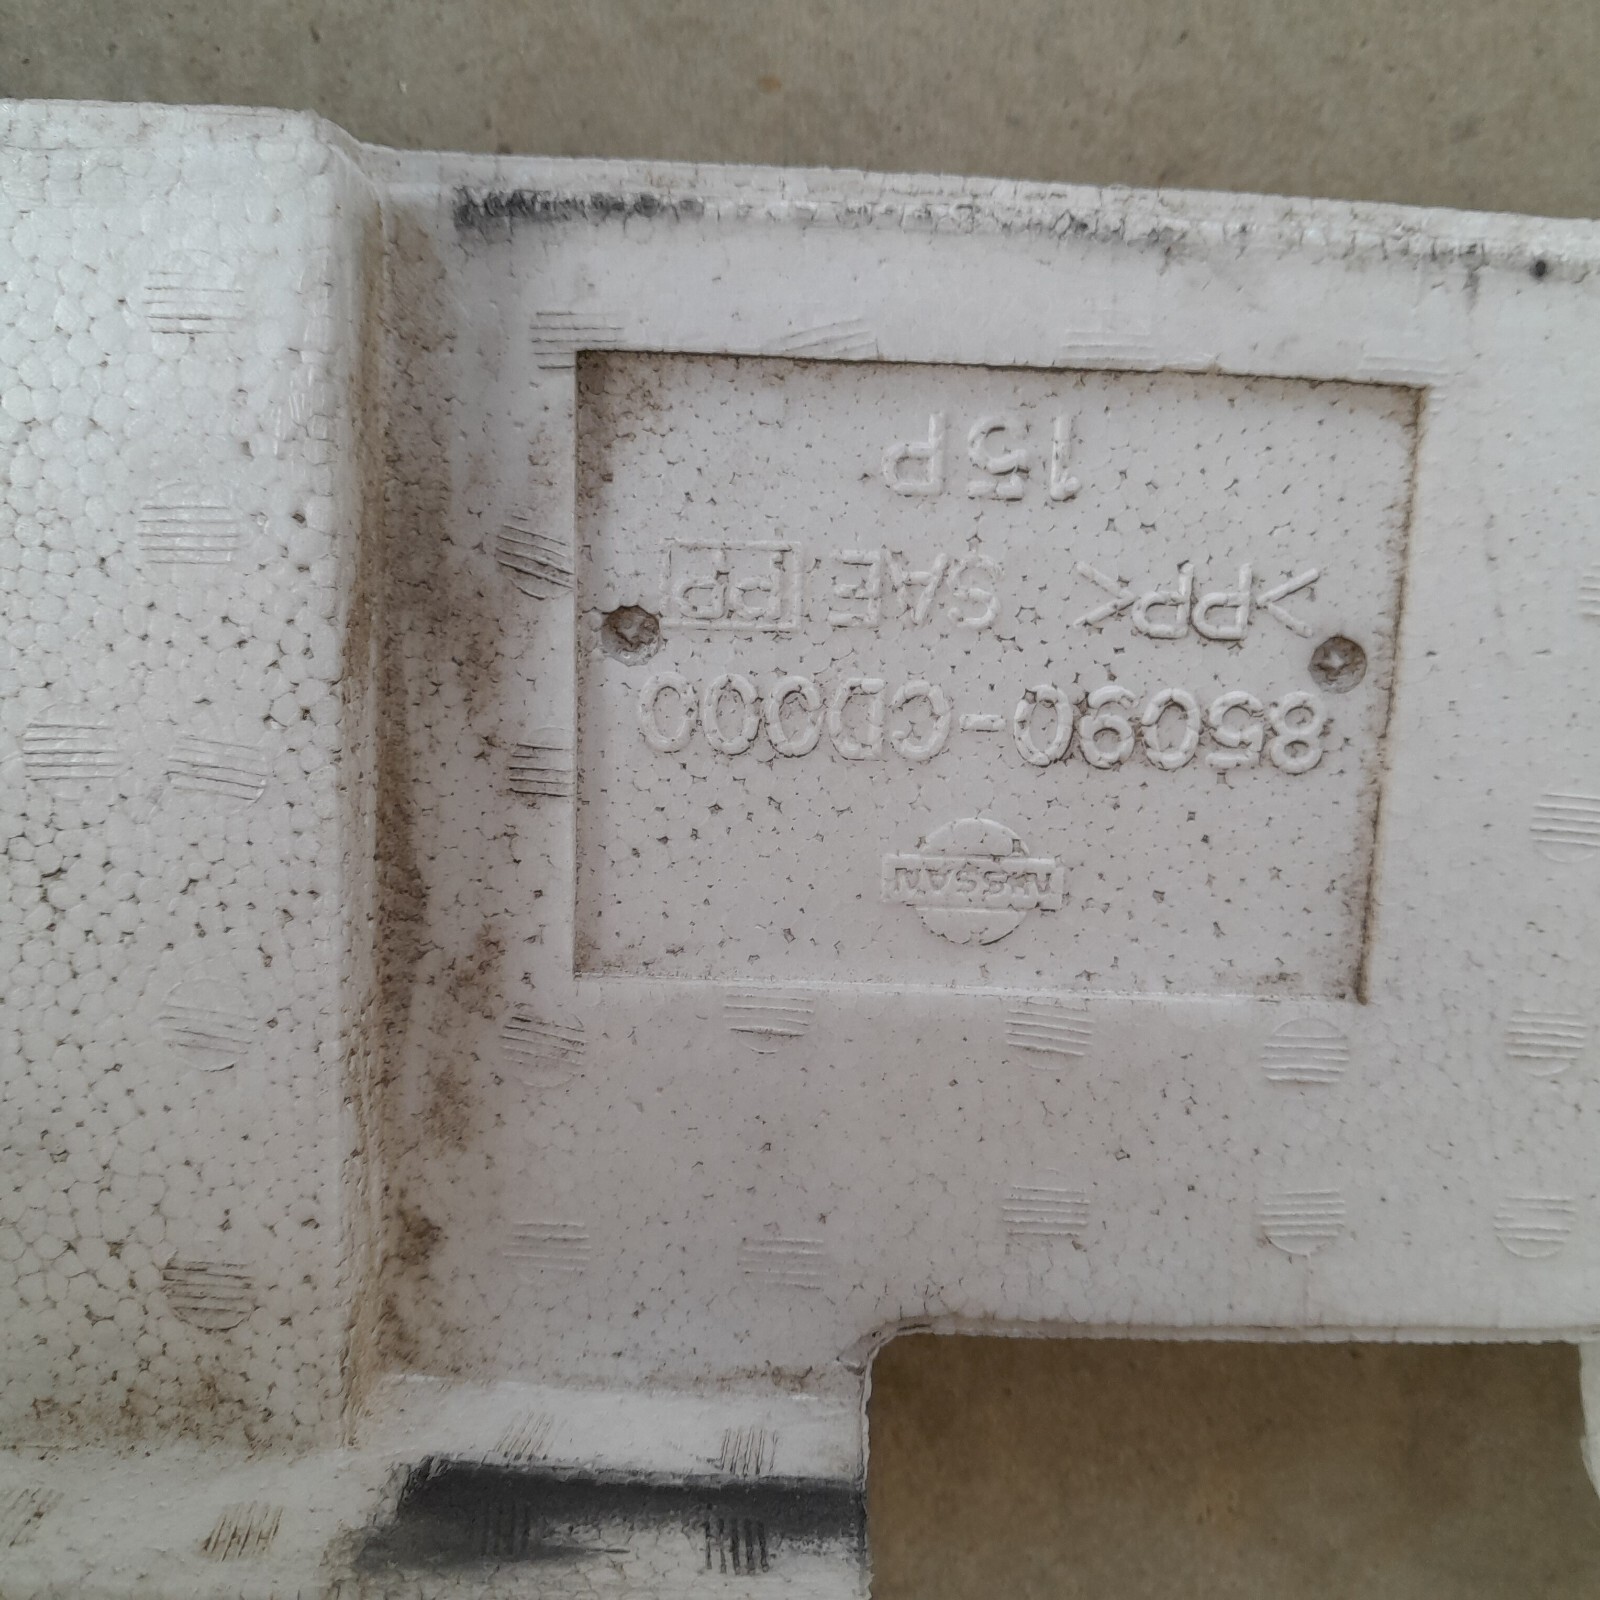 NISSAN
85090-CD000
>PP< SAE PP
15P